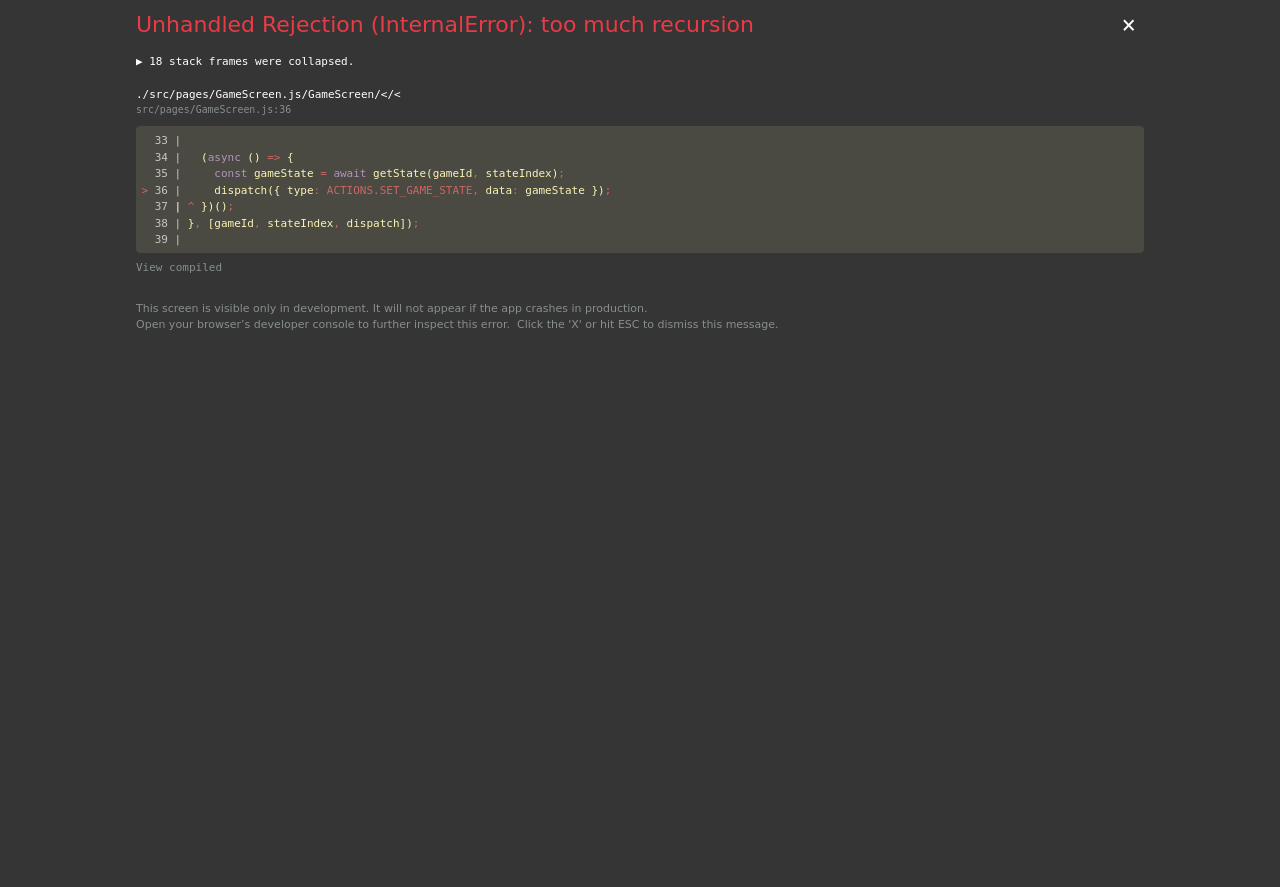 Unhandled Rejection (InternalError): too much recursion
×
▶ 18 stack frames were collapsed.
./src/pages/GameScreen.js/GameScreen/</<
src/pages/GameScreen.js:36
  33 |
  34 |   (async () => {
  35 |     const gameState = await getState(gameId, stateIndex);
> 36 |     dispatch({ type: ACTIONS.SET_GAME_STATE, data: gameState });
  37 | ^ })();
  38 | }, [gameId, stateIndex, dispatch]);
  39 |
View compiled
This screen is visible only in development. It will not appear if the app crashes in production.
Open your browser’s developer console to further inspect this error.  Click the 'X' or hit ESC to dismiss this message.